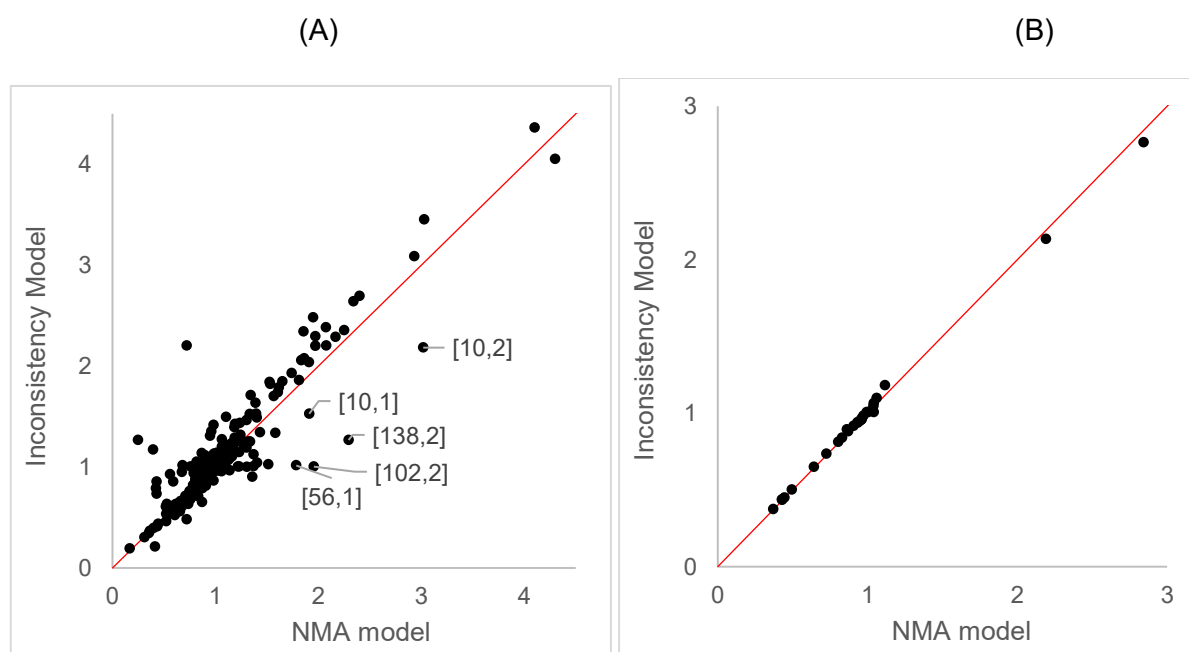 (A)
(B)
Inconsistency Model
4
3
2
1
0
[10,2]
[10,1]
[138,2]
[102,2]
[56,1]
0 1 2 3 4
NMA model
Inconsistency Model
3
2
1
0
0 1 2 3
NMA model